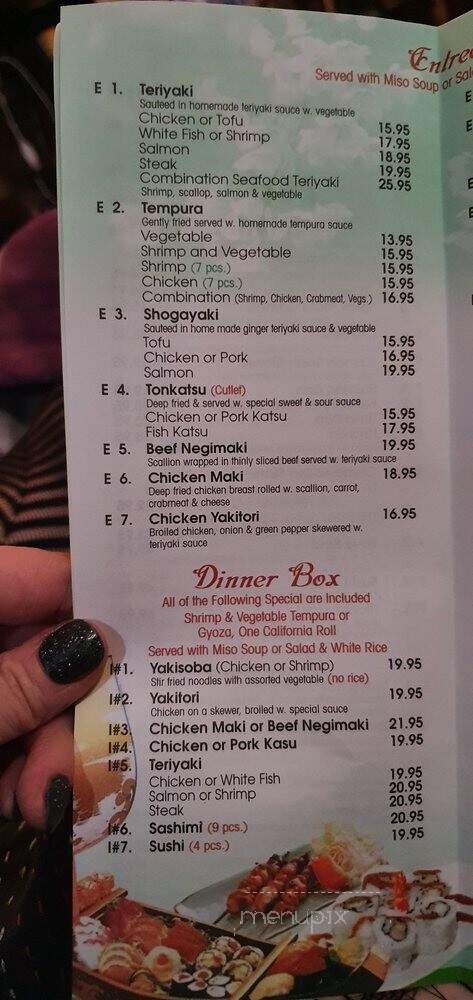 Entree
Served with Miso Soup or Sal
E 1. Teriyaki
Sauteed in homemade teriyaki sauce w. vegetable
Chicken or Tofu 15.95
White Fish or Shrimp 17.95
Salmon 18.95
Steak 19.95
Combination Seafood Teriyaki 25.95
Shrimp, scallop, salmon & vegetable
E 2. Tempura
Gently fried served w. homemade tempura sauce
Vegetable 13.95
Shrimp and Vegetable 15.95
Shrimp (7 pcs.) 15.95
Chicken (7 pcs.) 15.95
Combination (Shrimp, Chicken, Crabmeat, Vegs.) 16.95
E 3. Shogayaki
Sauteed in home made ginger teriyaki sauce & vegetable
Tofu 15.95
Chicken or Pork 16.95
Salmon 19.95
E 4. Tonkatsu (Cutlet)
Deep fried & served w. special sweet & sour sauce
Chicken or Pork Katsu 15.95
Fish Katsu 17.95
E 5. Beef Negimaki 19.95
Scallion wrapped in thinly sliced beef served w. teriyaki sauce
E 6. Chicken Maki 18.95
Deep fried chicken breast rolled w. scallion, carrot,
crabmeat & cheese
E 7. Chicken Yakitori 16.95
Broiled chicken, onion & green pepper skewered w.
teriyaki sauce
Dinner Box
All of the Following Special are Included
Shrimp & Vegetable Tempura or
Gyoza, One California Roll
Served with Miso Soup or Salad & White Rice
I#1. Yakisoba (Chicken or Shrimp) 19.95
Stir fried noodles with assorted vegetable (no rice)
I#2. Yakitori 19.95
Chicken on a skewer, broiled w. special sauce
I#3. Chicken Maki or Beef Negimaki 21.95
I#4. Chicken or Pork Kasu 19.95
I#5. Teriyaki
Chicken or White Fish 19.95
Salmon or Shrimp 20.95
Steak 20.95
I#6. Sashimi (9 pcs.) 20.95
I#7. Sushi (4 pcs.) 19.95
menupix